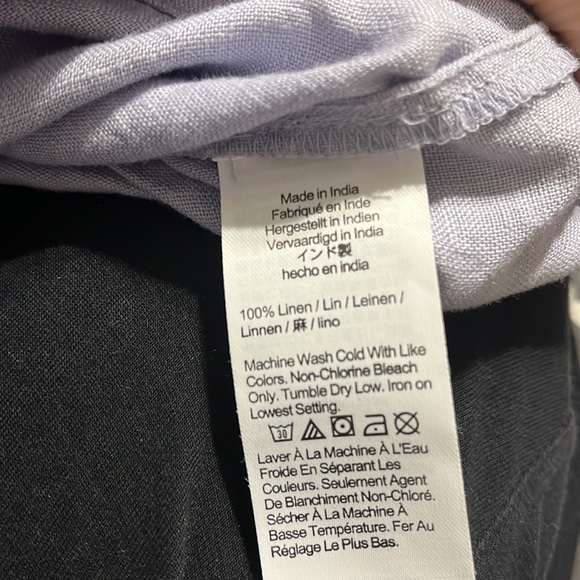 Made in India
Fabriqué en Inde
Hergestellt in Indien
Vervaardigd in India
インド製
hecho en india
100% Linen / Lin / Leinen /
Linnen / 麻 / lino
Machine Wash Cold With Like
Colors. Non-Chlorine Bleach
Only. Tumble Dry Low. Iron on
Lowest Setting.
30
Laver À La Machine À L'Eau
Froide En Séparant Les
Couleurs. Seulement Agent
De Blanchiment Non-Chloré.
Sécher À La Machine À
Basse Température. Fer Au
Réglage Le Plus Bas.